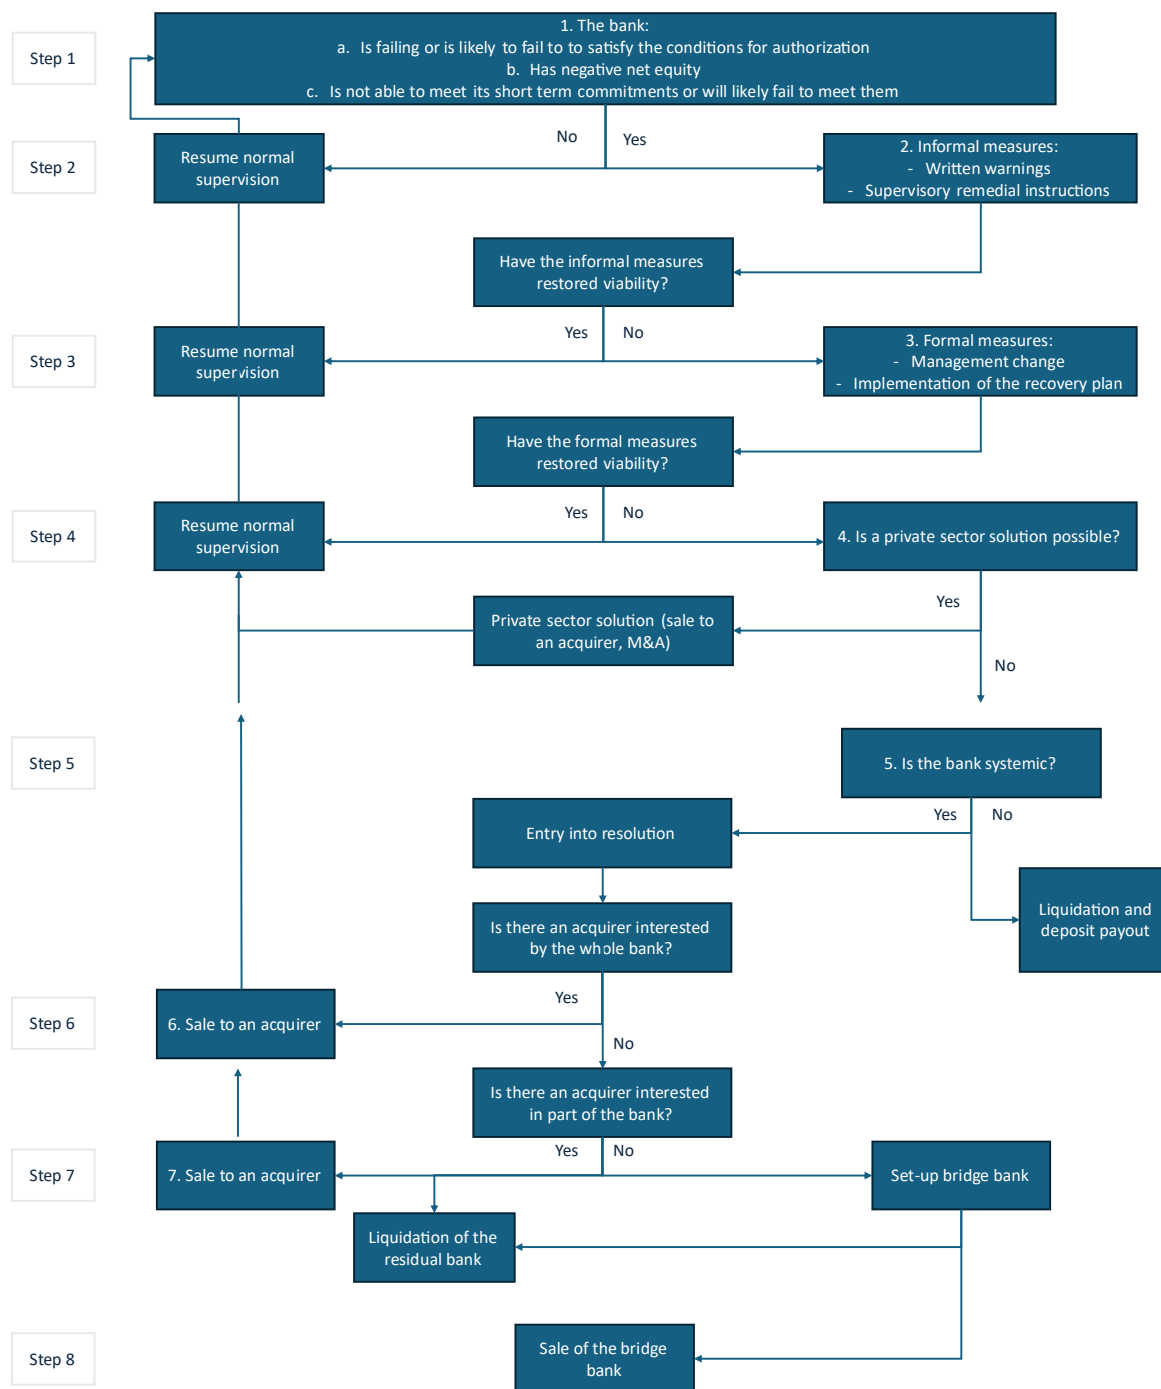 1. The bank:
a. Is failing or is likely to fail to to satisfy the conditions for authorization
b. Has negative net equity
c. Is not able to meet its short term commitments or will likely fail to meet them
Step 1
No
Yes
Step 2
Resume normal
supervision
2. Informal measures:
- Written warnings
- Supervisory remedial instructions
Have the informal measures
restored viability?
Yes
No
Step 3
Resume normal
supervision
3. Formal measures:
- Management change
- Implementation of the recovery plan
Have the formal measures
restored viability?
Yes
No
Step 4
Resume normal
supervision
4. Is a private sector solution possible?
Yes
Private sector solution (sale to
an acquirer, M&A)
No
Step 5
5. Is the bank systemic?
Yes
No
Entry into resolution
Liquidation and
deposit payout
Is there an acquirer interested
by the whole bank?
Yes
Step 6
6. Sale to an acquirer
No
Is there an acquirer interested
in part of the bank?
Yes
No
Step 7
7. Sale to an acquirer
Set-up bridge bank
Liquidation of the
residual bank
Step 8
Sale of the bridge
bank